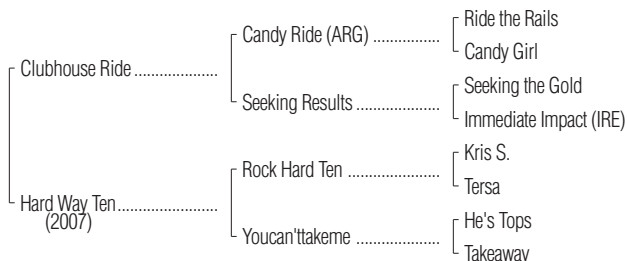 Ride the Rails
Candy Ride (ARG) ................
Candy Girl
Clubhouse Ride ....................
Seeking the Gold
Seeking Results ....................
Immediate Impact (IRE)
Kris S.
Rock Hard Ten ......................
Tersa
Hard Way Ten ........................
(2007)
He's Tops
Youcan'ttakeme ....................
Takeaway